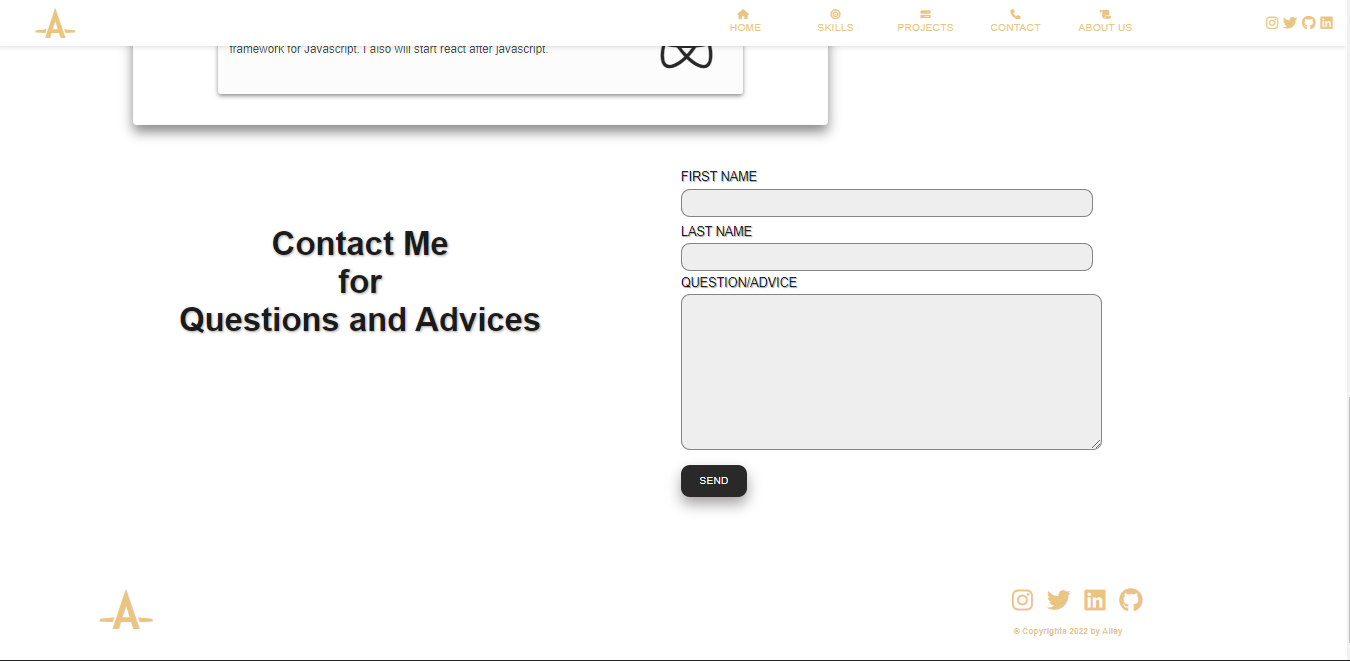 HOME
SKILLS
PROJECTS
CONTACT
ABOUT US
framework for Javascript. I also will start react after javascript.
Contact Me
for
Questions and Advices
FIRST NAME
LAST NAME
QUESTION/ADVICE
SEND
© Copyrights 2022 by Alley